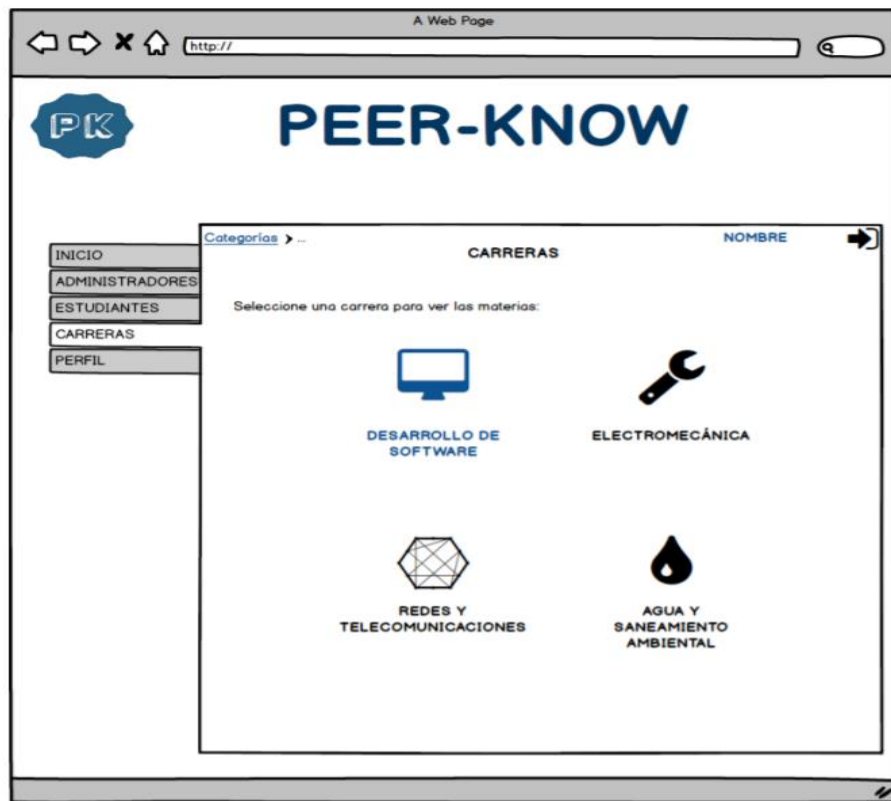 A Web Page
http://
PK
PEER-KNOW
INICIO
ADMINISTRADORES
ESTUDIANTES
CARRERAS
PERFIL
Categorías > ...
NOMBRE
CARRERAS
Seleccione una carrera para ver las materias:
DESARROLLO DE
SOFTWARE
ELECTROMECÁNICA
REDES Y
TELECOMUNICACIONES
AGUA Y
SANEAMIENTO
AMBIENTAL